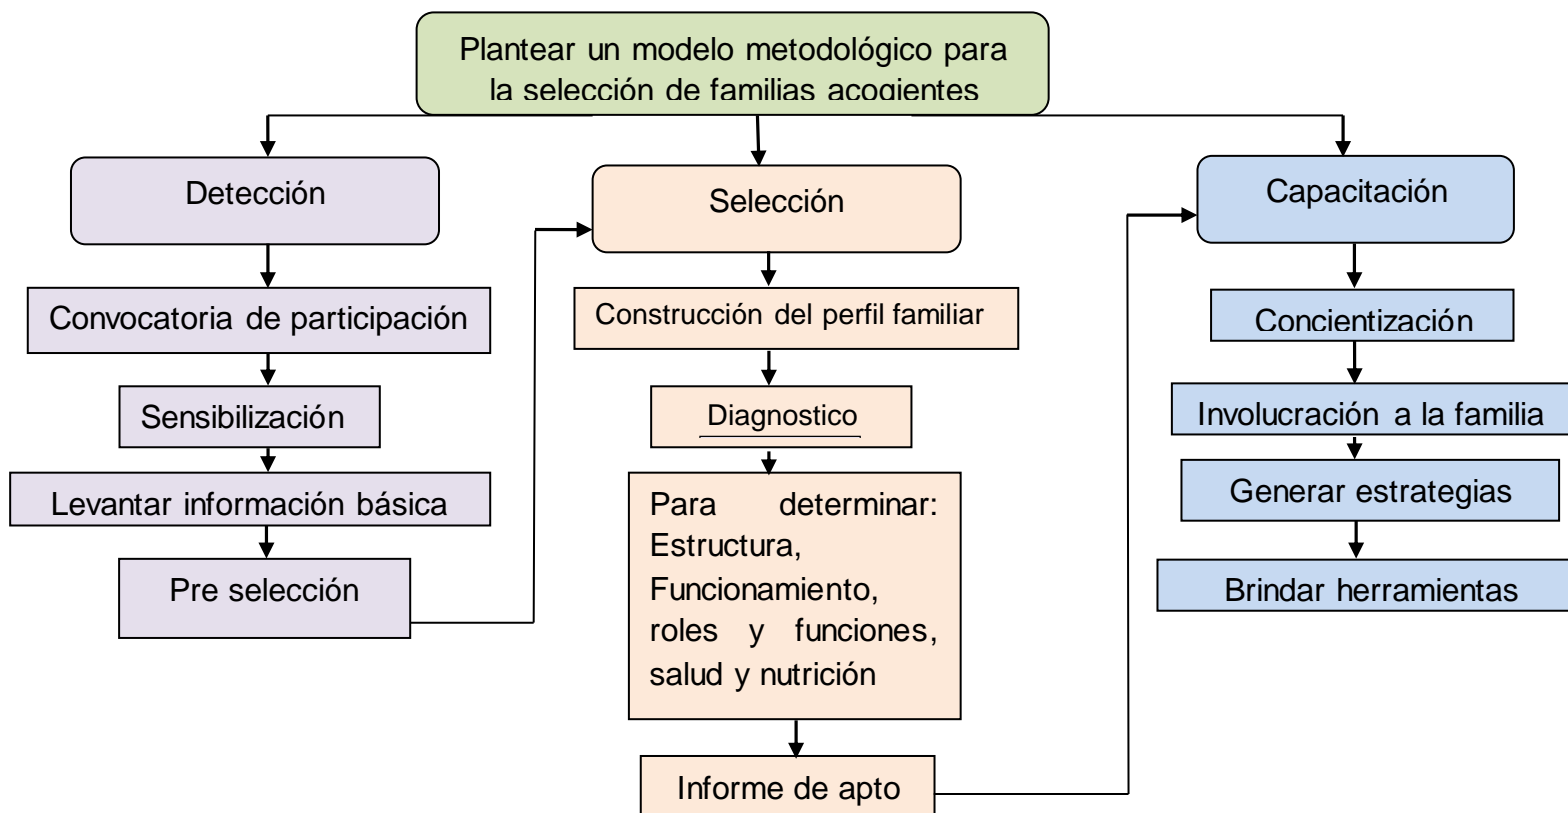 Plantear un modelo metodológico para
la selección de familias acogientes
Detección
Convocatoria de participación
Sensibilización
Levantar información básica
Pre selección
Selección
Construcción del perfil familiar
Diagnostico
Para determinar:
Estructura,
Funcionamiento,
roles y funciones,
salud y nutrición
Informe de apto
Capacitación
Concientización
Involucración a la familia
Generar estrategias
Brindar herramientas